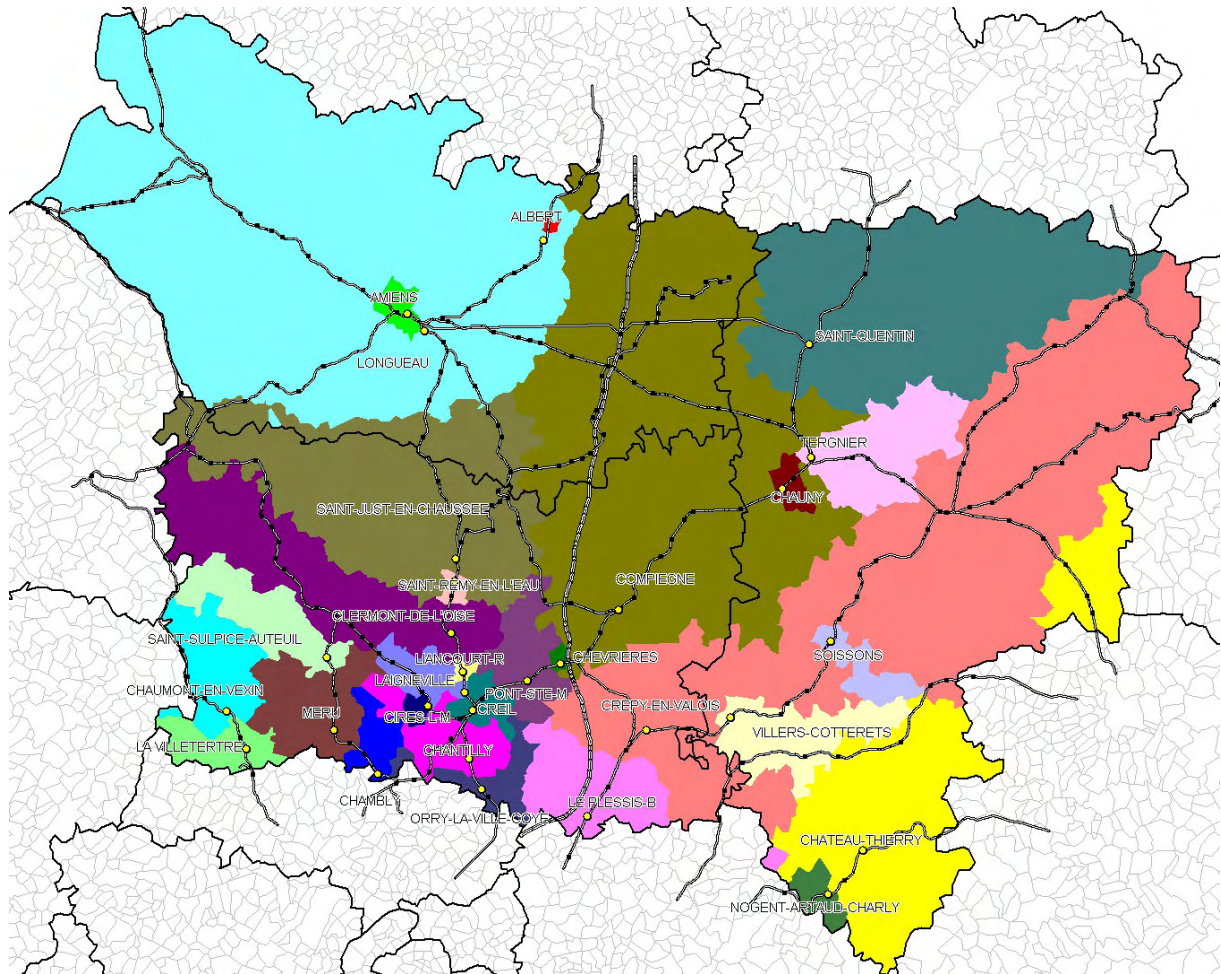 ALBERT
AMIENS
LONGUEAU
SAINT-QUENTIN
TERGNIER
CHAUNY
SAINT-JUST-EN-CHAUSSEE
COMPIEGNE
SAINT-REMY-EN-L'EAU
CLERMONT-DE-L'OISE
SAINT-SULPICE-AUTEUIL
SOISSONS
LIANCOURT-R
CHEVRIERES
LAIGNEVILLE
PONT-STE-M
CHAUMONT-EN-VEXIN
MERU
CIRES-L-M
CREIL
CREPY-EN-VALOIS
VILLERS-COTTERETS
LA VILLETERTRE
CHANTILLY
CHAMBLY
LE PLESSIS-B
ORRY-LA-VILLE-COYE
CHATEAU-THIERRY
NOGENT-ARTAUD-CHARLY